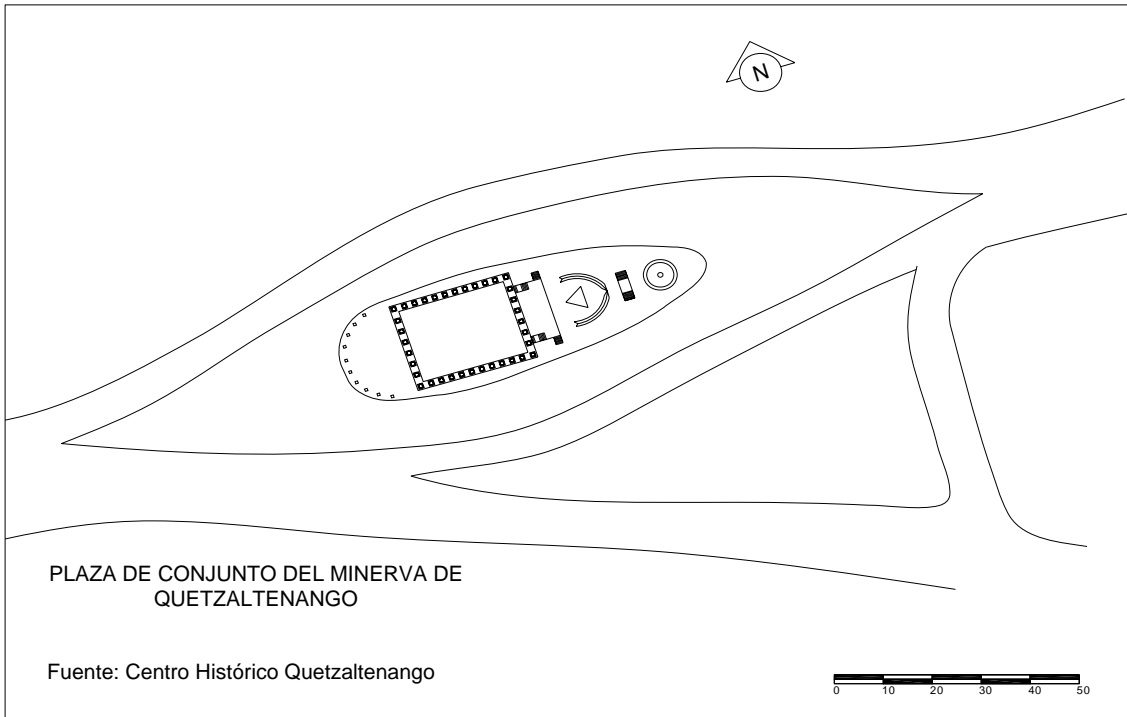 N
PLAZA DE CONJUNTO DEL MINERVA DE
QUETZALTENANGO
Fuente: Centro Histórico Quetzaltenango
0 10 20 30 40 50